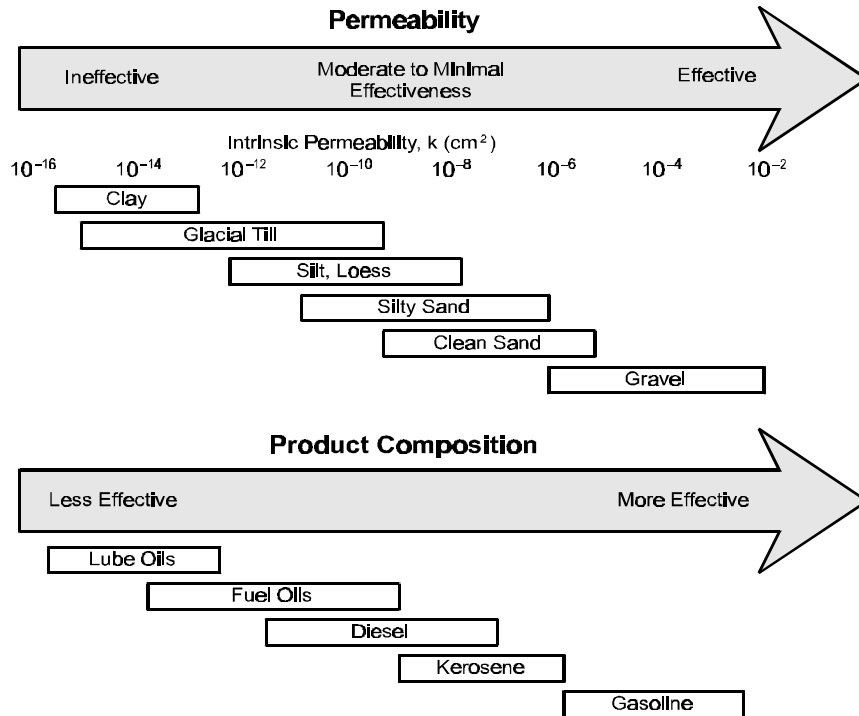 Permeability
Ineffective
Moderate to Minimal
Effectiveness
Effective
Intrinsic Permeability, k (cm²)
10⁻¹⁶ 10⁻¹⁴ 10⁻¹² 10⁻¹⁰ 10⁻⁸ 10⁻⁶ 10⁻⁴ 10⁻²
Clay
Glacial Till
Silt, Loess
Silty Sand
Clean Sand
Gravel
Product Composition
Less Effective
More Effective
Lube Oils
Fuel Oils
Diesel
Kerosene
Gasoline